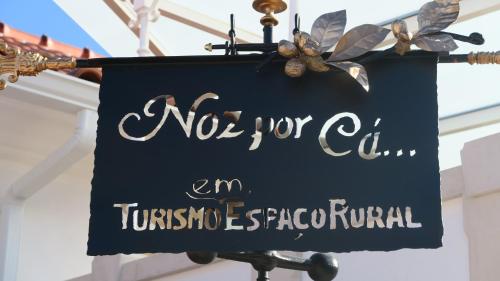 Noz por Cá...
em
TURISMO ESPAÇO RURAL